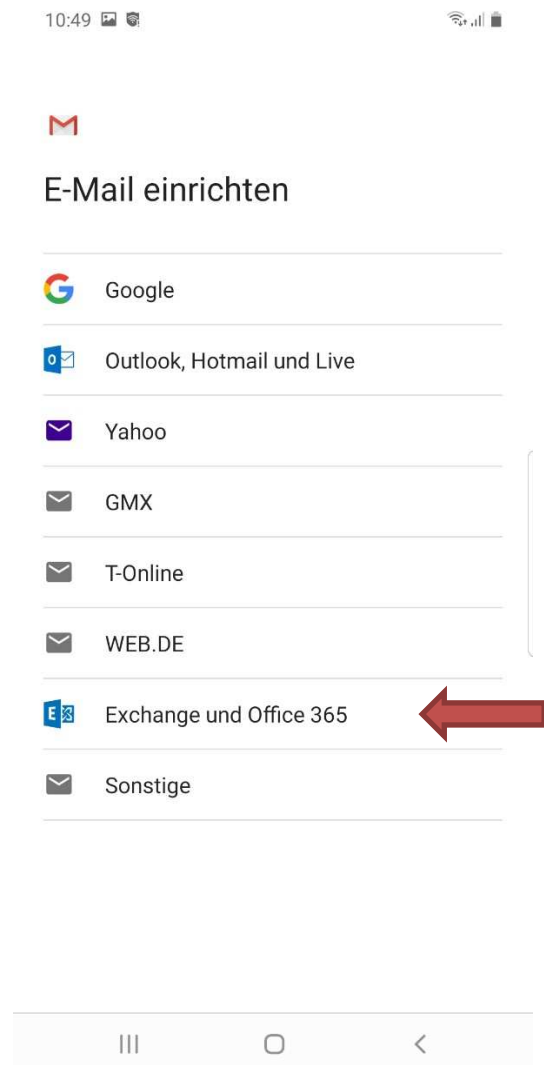 10:49
E-Mail einrichten
Google
Outlook, Hotmail und Live
Yahoo
GMX
T-Online
WEB.DE
Exchange und Office 365
Sonstige